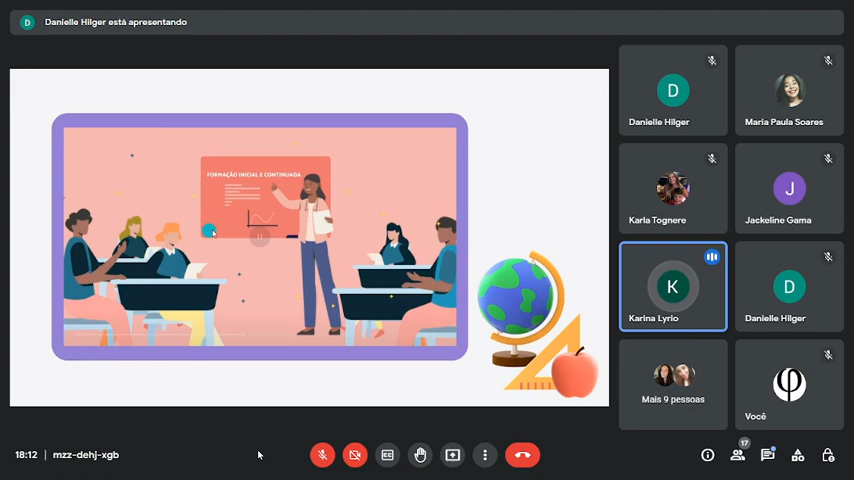 D
Danielle Hilger está apresentando
FORMAÇÃO INICIAL E CONTINUADA
D
Danielle Hilger
Maria Paula Soares
Karla Tognere
J
Jackeline Gama
K
Karina Lyrio
D
Danielle Hilger
Mais 9 pessoas
φ
Você
18:12
mzz-dehj-xgb
CC
17